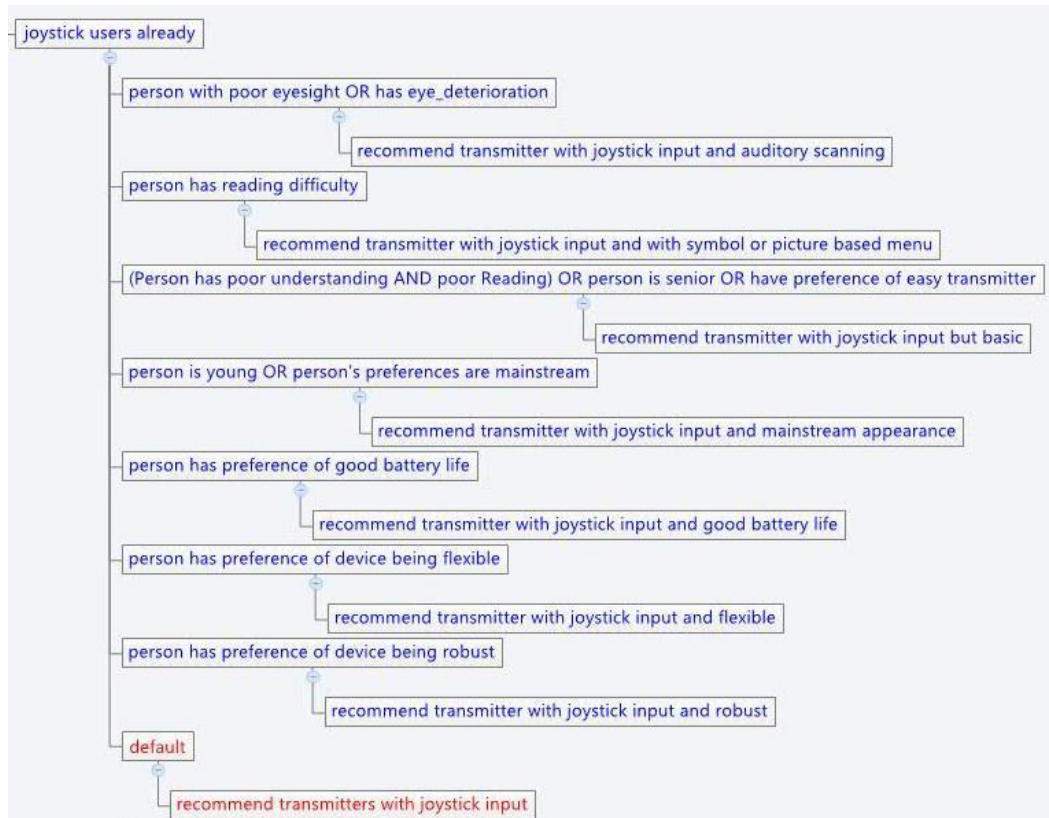 joystick users already
person with poor eyesight OR has eye_deterioration
recommend transmitter with joystick input and auditory scanning
person has reading difficulty
recommend transmitter with joystick input and with symbol or picture based menu
(Person has poor understanding AND poor Reading) OR person is senior OR have preference of easy transmitter
recommend transmitter with joystick input but basic
person is young OR person's preferences are mainstream
recommend transmitter with joystick input and mainstream appearance
person has preference of good battery life
recommend transmitter with joystick input and good battery life
person has preference of device being flexible
recommend transmitter with joystick input and flexible
person has preference of device being robust
recommend transmitter with joystick input and robust
default
recommend transmitters with joystick input